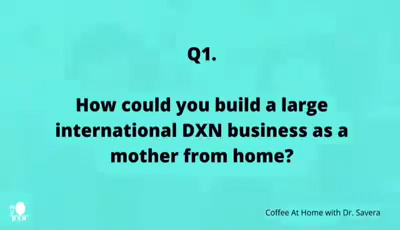 Q1.
How could you build a large
international DXN business as a
mother from home?
Coffee At Home with Dr. Savera